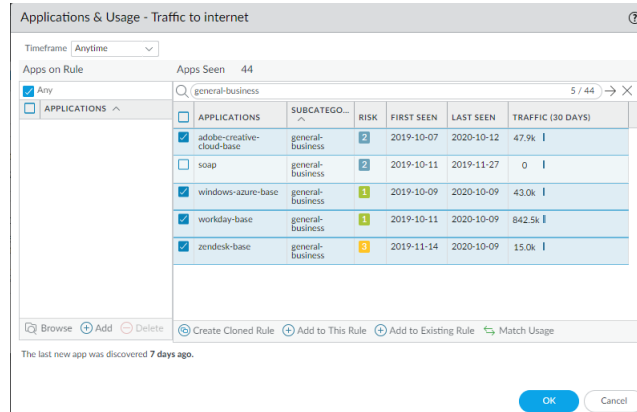 Applications & Usage - Traffic to internet
Timeframe Anytime
Apps on Rule
Apps Seen 44
Any
APPLICATIONS
general-business 5 / 44
APPLICATIONS SUBCATEGO... RISK FIRST SEEN LAST SEEN TRAFFIC (30 DAYS)
adobe-creative-cloud-base general-business 2 2019-10-07 2020-10-12 47.9k
soap general-business 2 2019-10-11 2019-11-27 0
windows-azure-base general-business 1 2019-10-09 2020-10-09 43.0k
workday-base general-business 1 2019-10-11 2020-10-09 842.5k
zendesk-base general-business 3 2019-11-14 2020-10-09 15.0k
Browse Add Delete
Create Cloned Rule Add to This Rule Add to Existing Rule Match Usage
The last new app was discovered 7 days ago.
OK Cancel